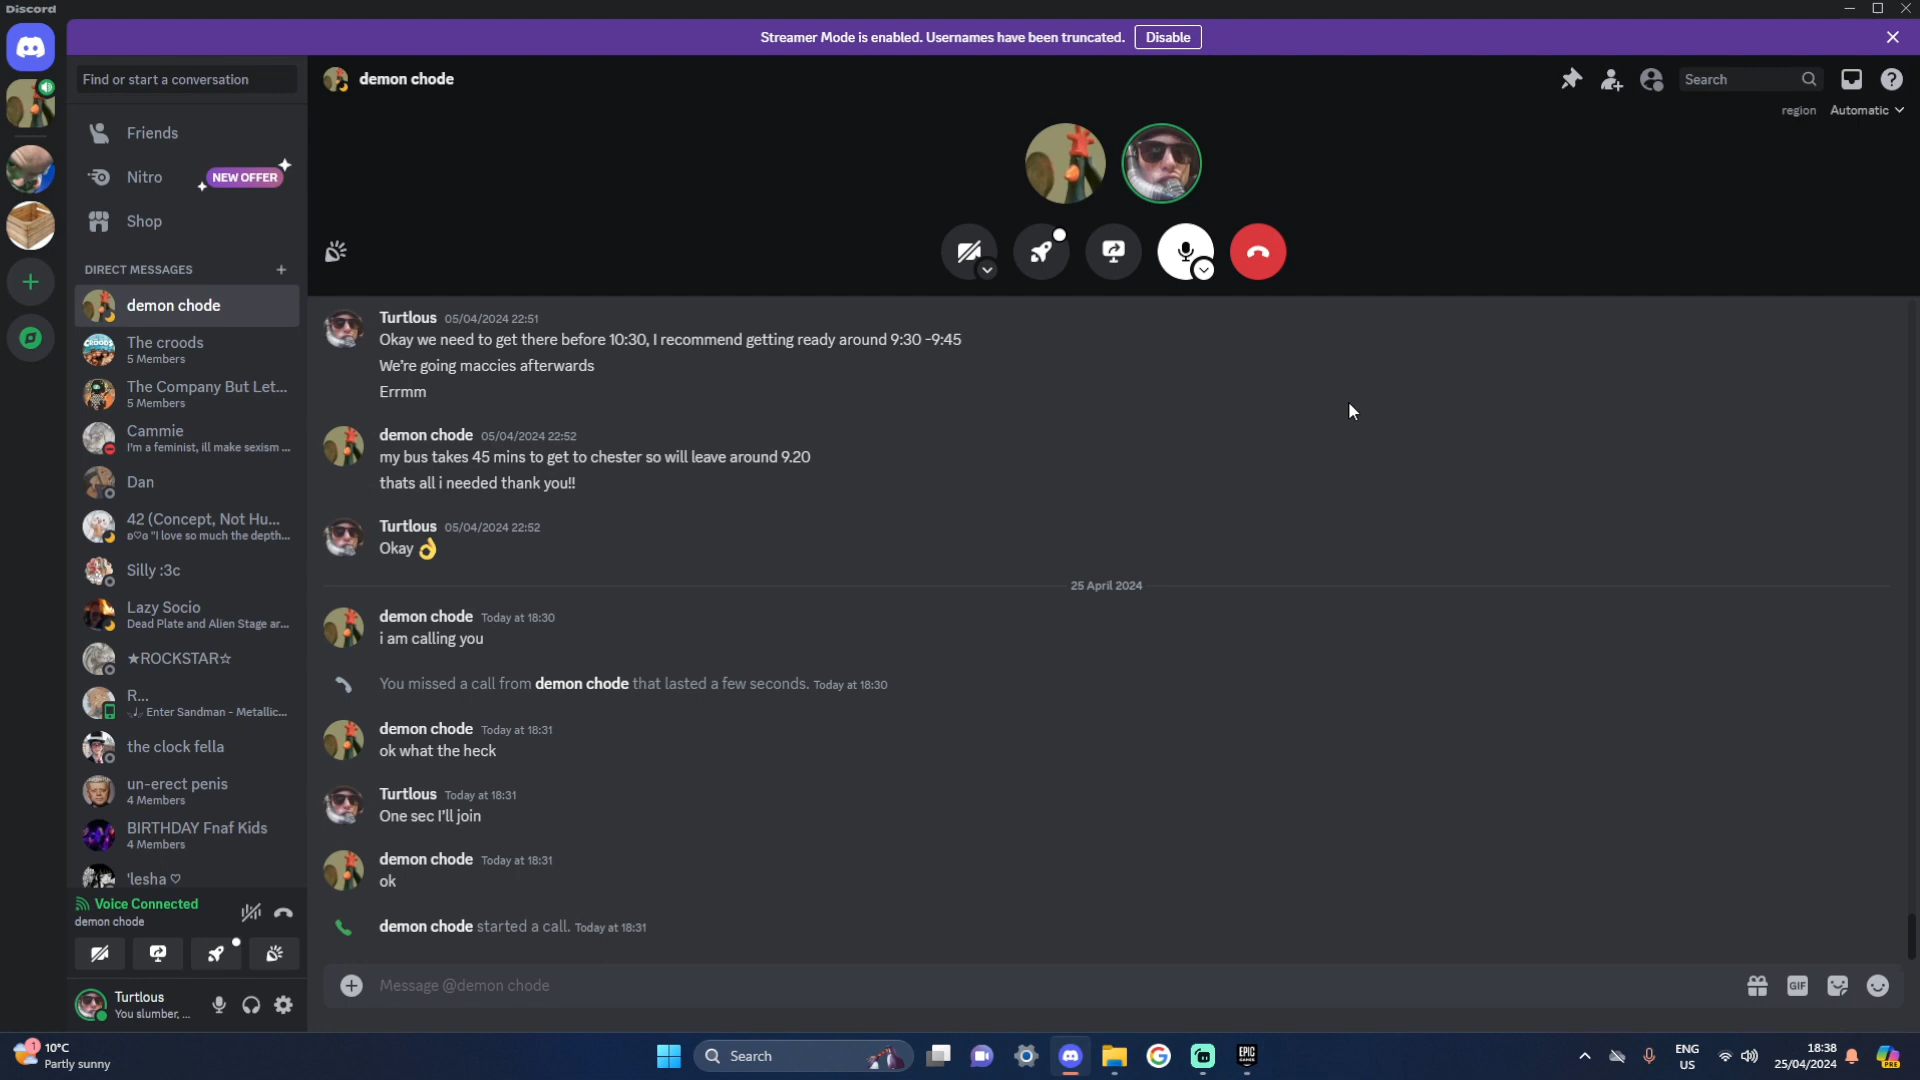 Discord
Streamer Mode is enabled. Usernames have been truncated. Disable
Find or start a conversation
demon chode
Search
region Automatic
Friends
Nitro NEW OFFER
Shop
DIRECT MESSAGES
demon chode
The croods
5 Members
The Company But Let...
5 Members
Cammie
I'm a feminist, ill make sexism ...
Dan
42 (Concept, Not Hu...
ʚ♡ɞ "I love so much the depth...
Silly :3c
Lazy Socio
Dead Plate and Alien Stage ar...
★ROCKSTAR☆
R...
Enter Sandman - Metallic...
the clock fella
un-erect penis
4 Members
BIRTHDAY Fnaf Kids
4 Members
'lesha ♡
Voice Connected
demon chode
Turtlous
You slumber, ...
Turtlous 05/04/2024 22:51
Okay we need to get there before 10:30, I recommend getting ready around 9:30 -9:45
We're going maccies afterwards
Errmm
demon chode 05/04/2024 22:52
my bus takes 45 mins to get to chester so will leave around 9.20
thats all i needed thank you!!
Turtlous 05/04/2024 22:52
Okay 👌
25 April 2024
demon chode Today at 18:30
i am calling you
You missed a call from demon chode that lasted a few seconds. Today at 18:30
demon chode Today at 18:31
ok what the heck
Turtlous Today at 18:31
One sec I'll join
demon chode Today at 18:31
ok
demon chode started a call. Today at 18:31
Message @demon chode
GIF
1
10°C
Partly sunny
Search
EPIC
GAMES
ENG
US
18:38
25/04/2024
PRE